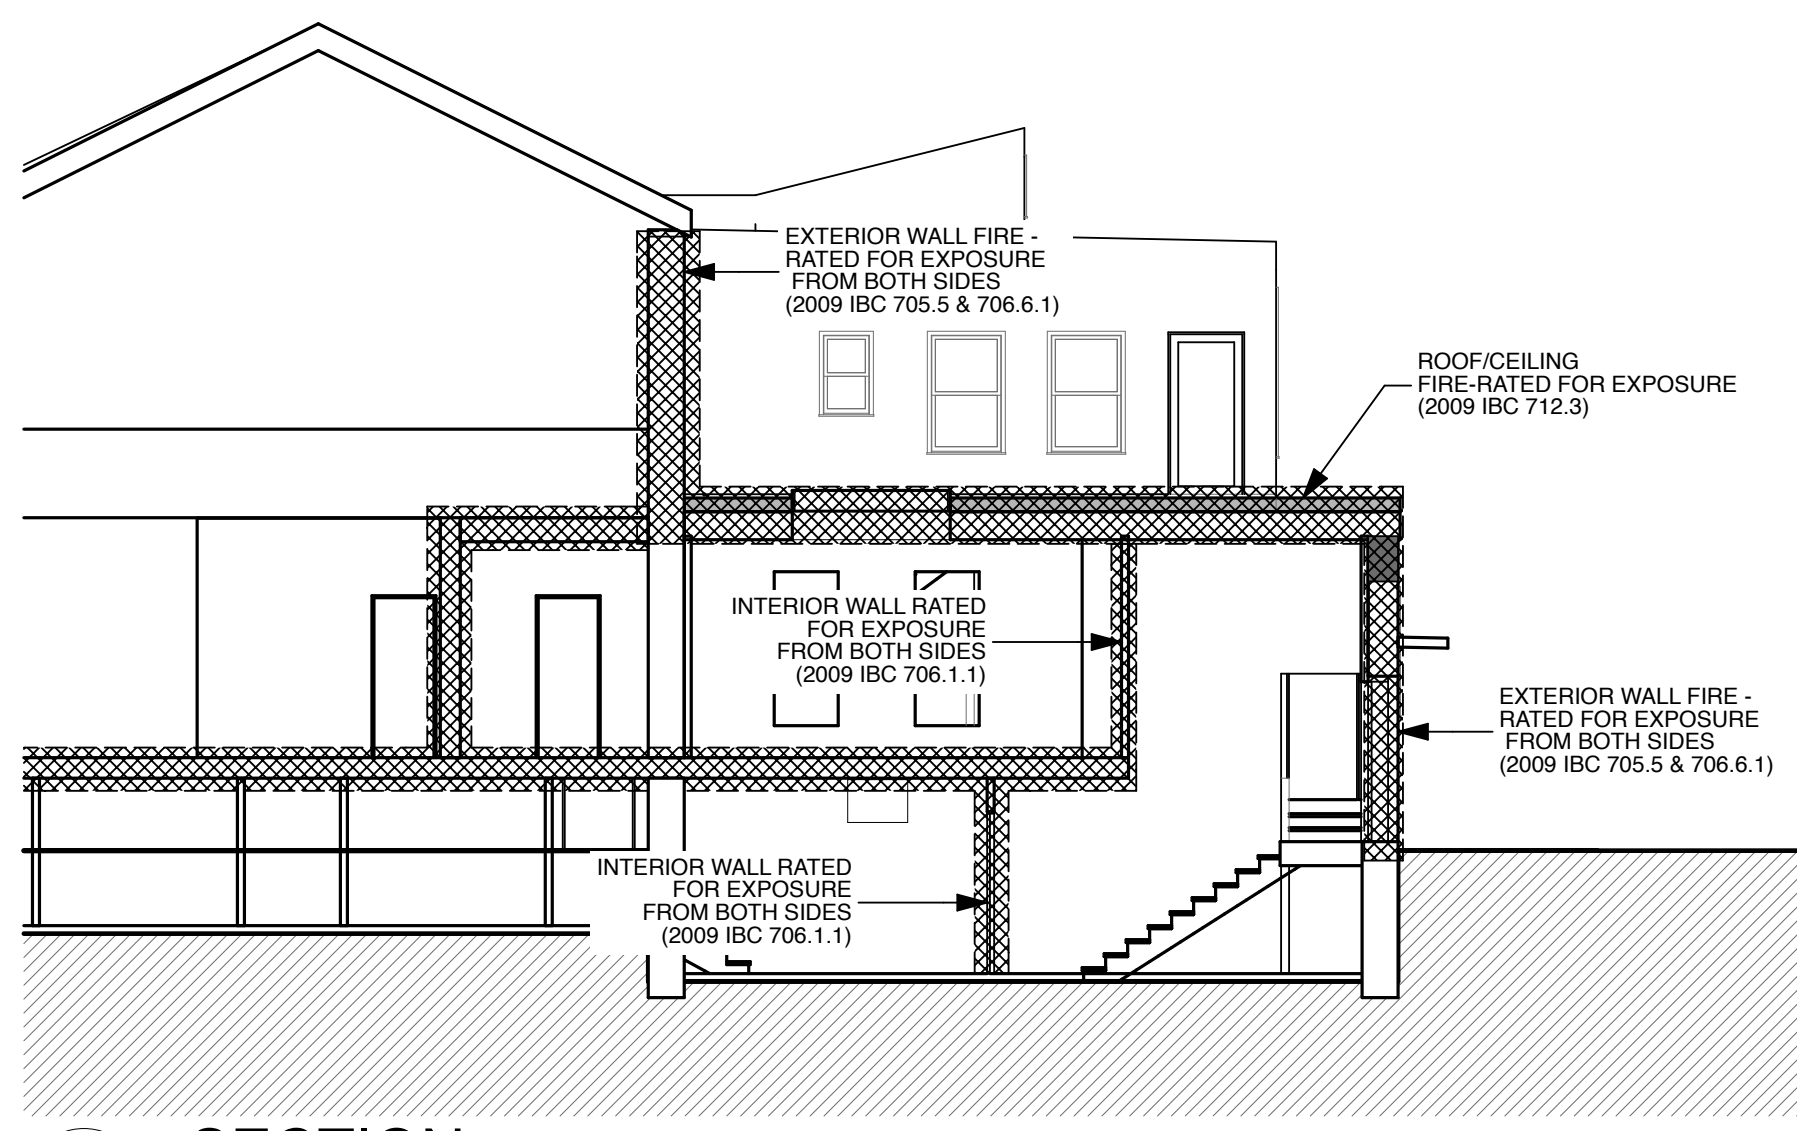 EXTERIOR WALL FIRE -
RATED FOR EXPOSURE
FROM BOTH SIDES
(2009 IBC 705.5 & 706.6.1)
ROOF/CEILING
FIRE-RATED FOR EXPOSURE
(2009 IBC 712.3)
INTERIOR WALL RATED
FOR EXPOSURE
FROM BOTH SIDES
(2009 IBC 706.1.1)
EXTERIOR WALL FIRE -
RATED FOR EXPOSURE
FROM BOTH SIDES
(2009 IBC 705.5 & 706.6.1)
INTERIOR WALL RATED
FOR EXPOSURE
FROM BOTH SIDES
(2009 IBC 706.1.1)
SECTION